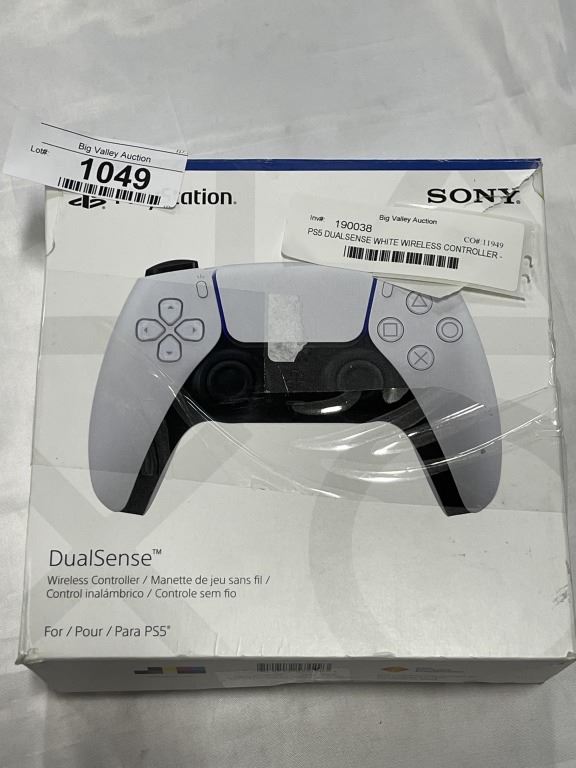 Big Valley Auction
Lot#:
1049
SONY
Inv#: 190038 Big Valley Auction CO# 11949
PS5 DUALSENSE WHITE WIRELESS CONTROLLER -
DualSense™
Wireless Controller / Manette de jeu sans fil /
Control inalámbrico / Controle sem fio
For / Pour / Para PS5®